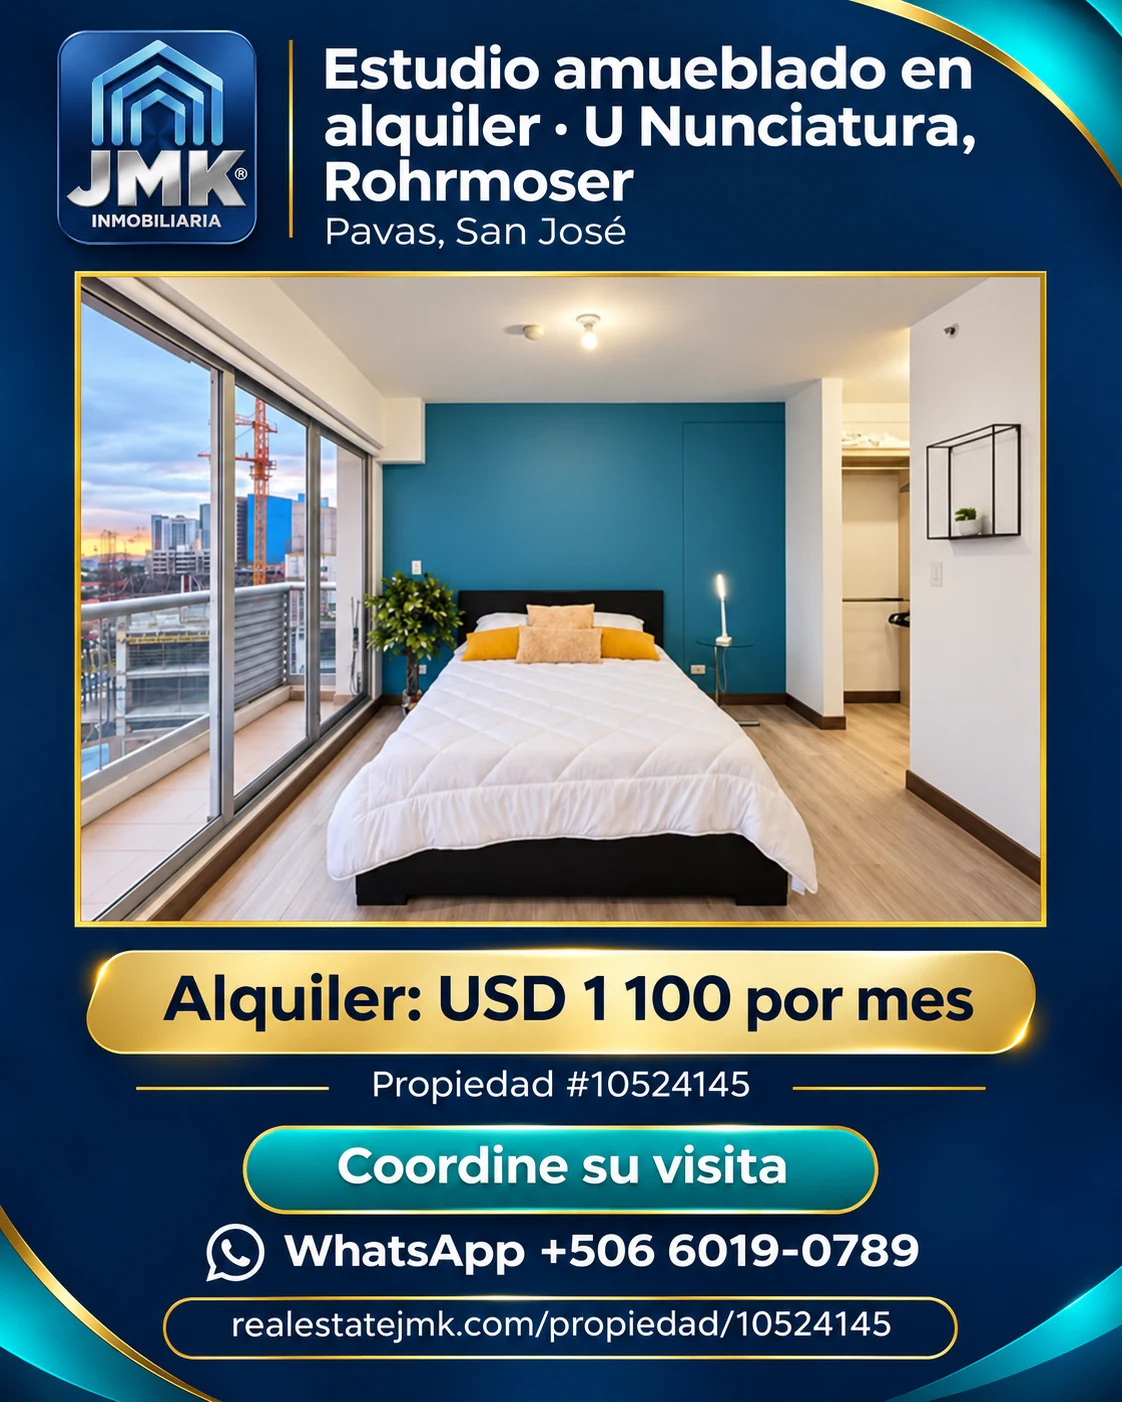 JMK®
INMOBILIARIA
Estudio amueblado en
alquiler · U Nunciatura,
Rohrmoser
Pavas, San José
Alquiler: USD 1 100 por mes
Propiedad #10524145
Coordine su visita
WhatsApp +506 6019-0789
realestatejmk.com/propiedad/10524145